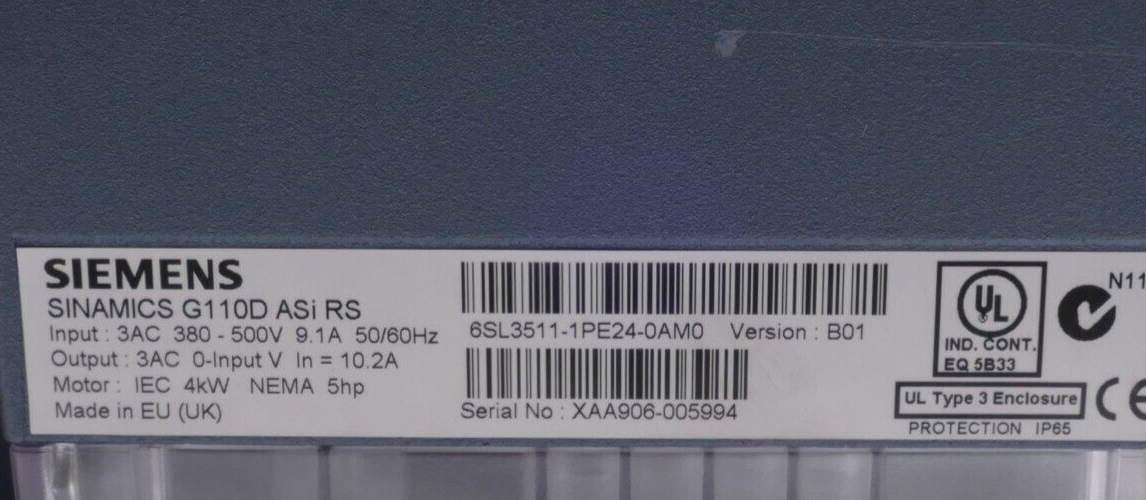 SIEMENS
SINAMICS G110D ASi RS
Input : 3AC 380 - 500V 9.1A 50/60Hz
Output : 3AC 0-Input V In = 10.2A
Motor : IEC 4kW NEMA 5hp
Made in EU (UK)
6SL3511-1PE24-0AM0 Version : B01
Serial No : XAA906-005994
UL
IND. CONT.
EQ 5B33
UL Type 3 Enclosure
PROTECTION IP65
N11
CE